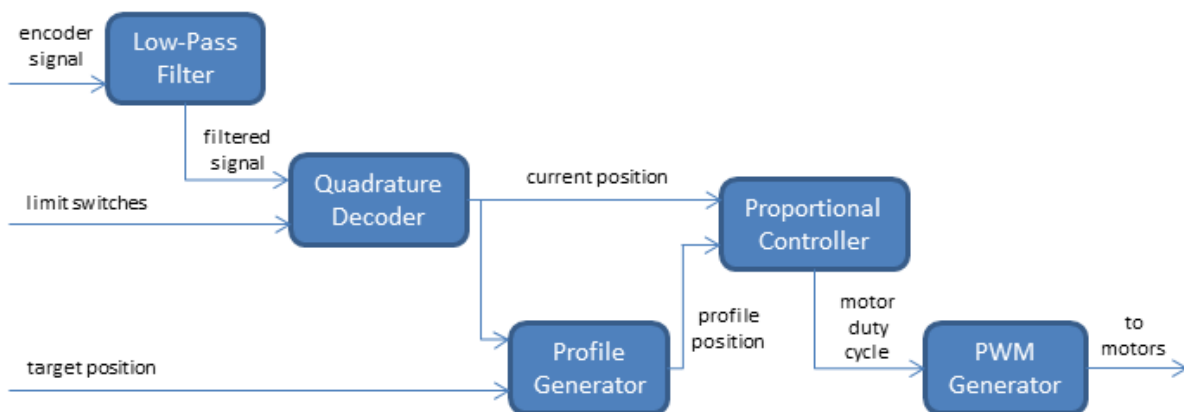 encoder
signal
Low-Pass
Filter
filtered
signal
limit switches
Quadrature
Decoder
current position
Proportional
Controller
target position
Profile
Generator
profile
position
motor
duty
cycle
PWM
Generator
to
motors